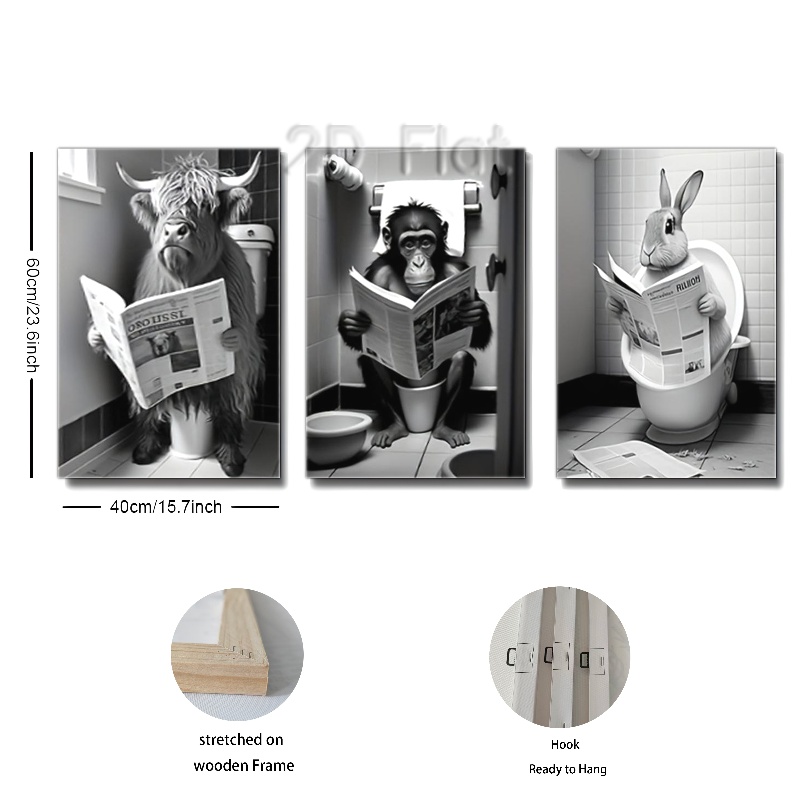 2D Flat
60cm/23.6inch
40cm/15.7inch
stretched on
wooden Frame
Hook
Ready to Hang